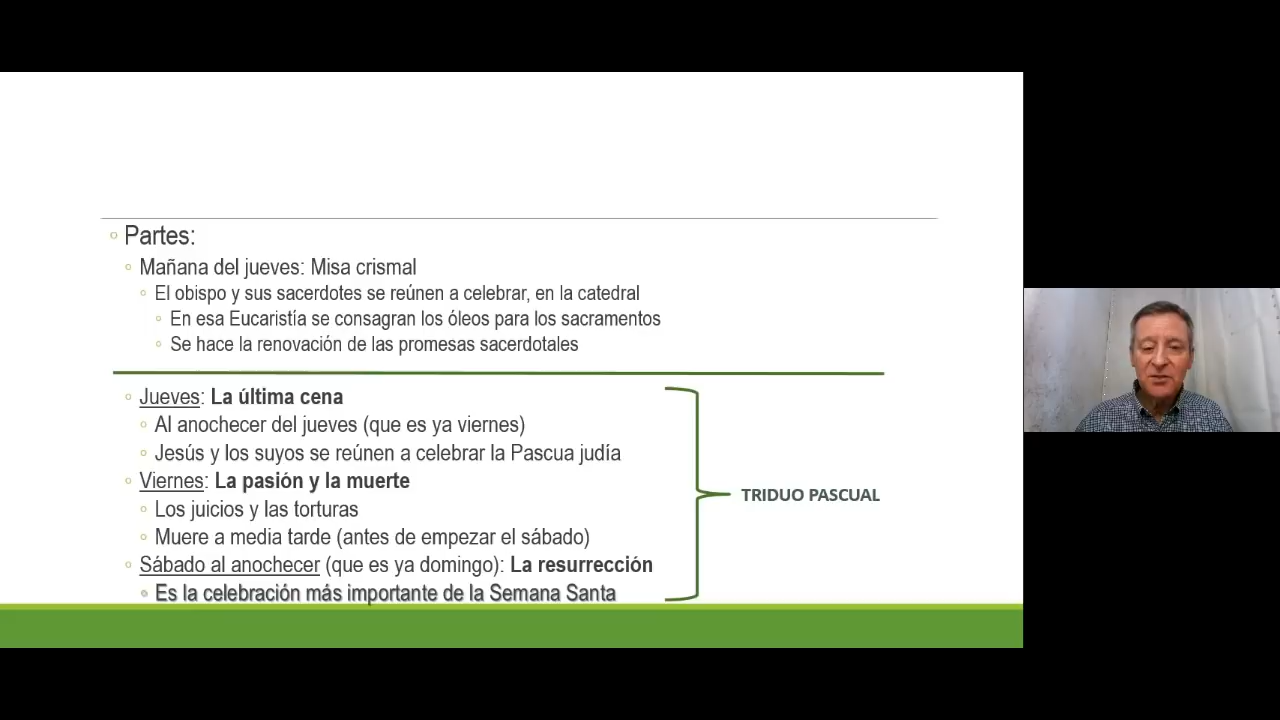 Partes:
Mañana del jueves: Misa crismal
El obispo y sus sacerdotes se reúnen a celebrar, en la catedral
En esa Eucaristía se consagran los óleos para los sacramentos
Se hace la renovación de las promesas sacerdotales
Jueves: La última cena
Al anochecer del jueves (que es ya viernes)
Jesús y los suyos se reúnen a celebrar la Pascua judía
Viernes: La pasión y la muerte
Los juicios y las torturas
Muere a media tarde (antes de empezar el sábado)
Sábado al anochecer (que es ya domingo): La resurrección
Es la celebración más importante de la Semana Santa
TRIDUO PASCUAL